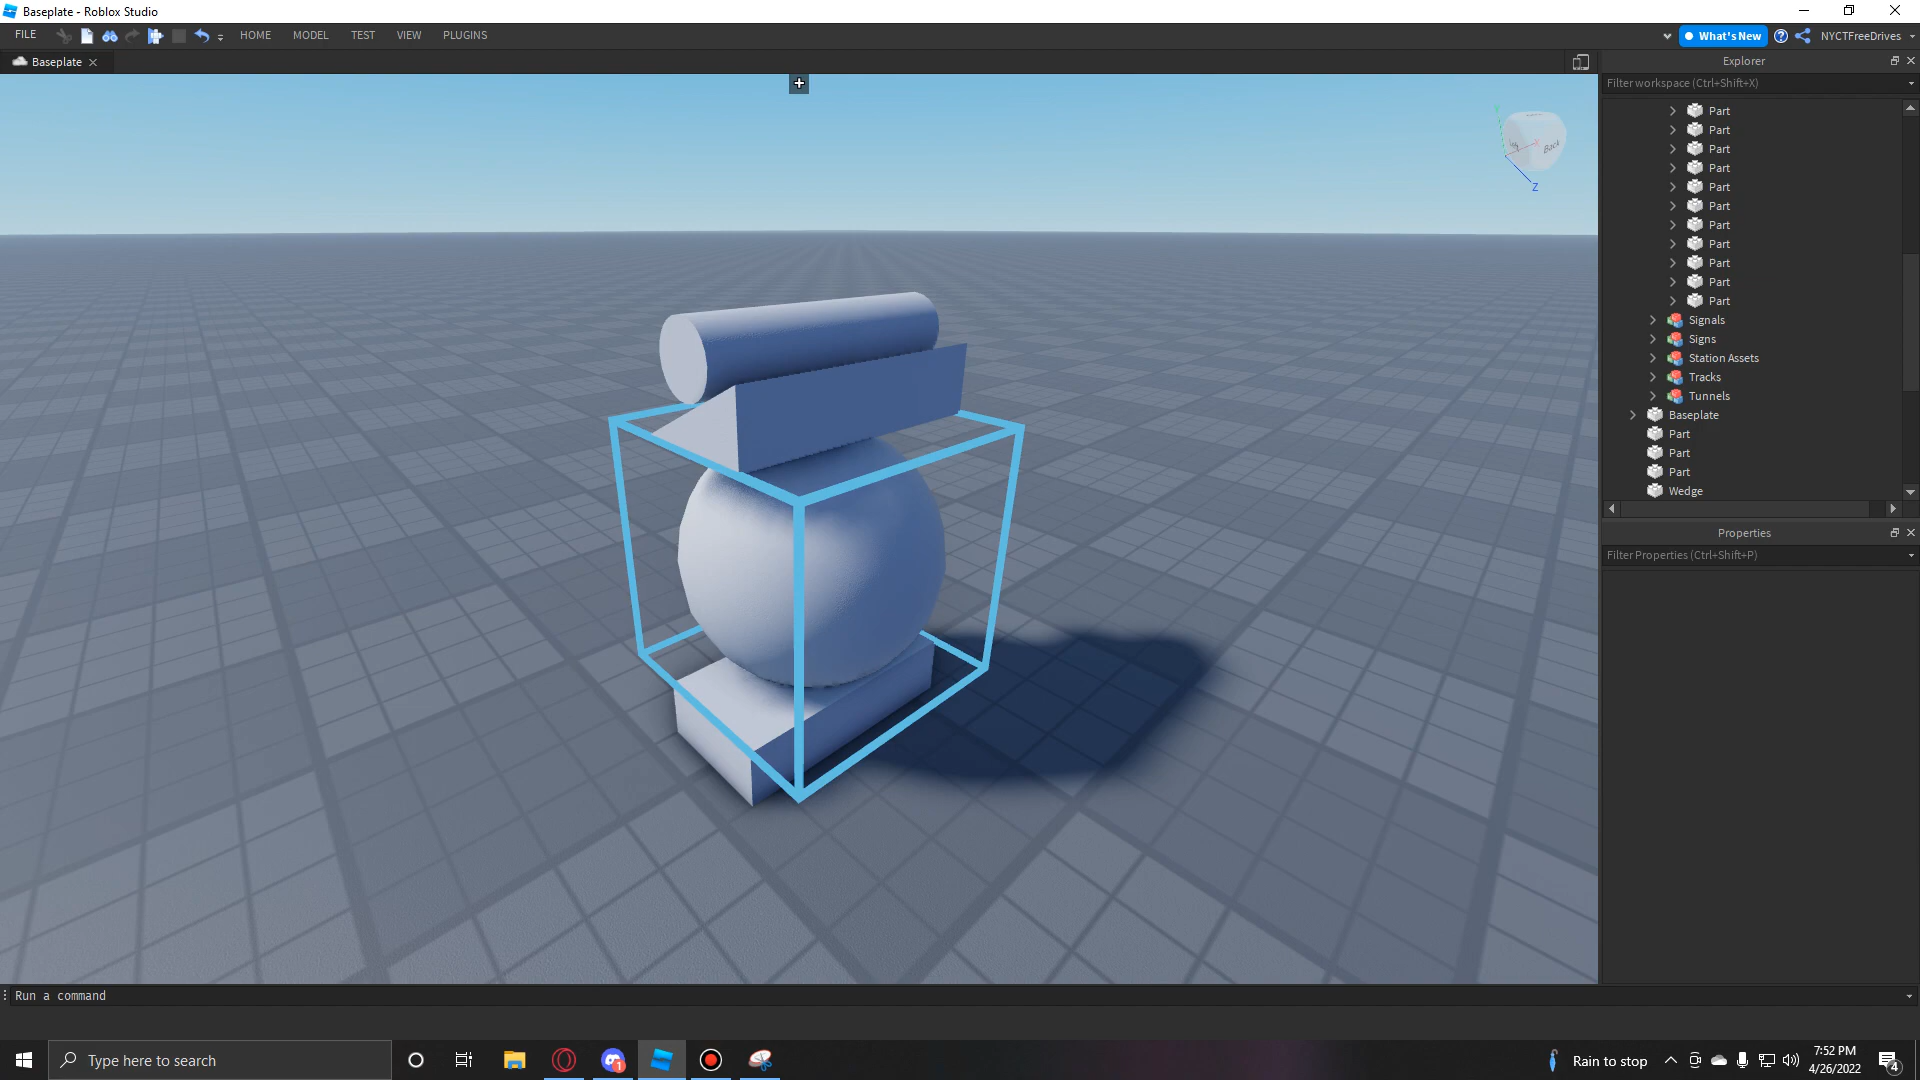 Baseplate - Roblox Studio
FILE HOME MODEL TEST VIEW PLUGINS What's New NYCTFreeDrives
Baseplate
Explorer
Filter workspace (Ctrl+Shift+X)
Part
Part
Part
Part
Part
Part
Part
Part
Part
Part
Part
Signals
Signs
Station Assets
Tracks
Tunnels
Baseplate
Part
Part
Part
Wedge
Properties
Filter Properties (Ctrl+Shift+P)
Back
Z
Run a command
Type here to search
1
Rain to stop
7:52 PM
4/26/2022
4